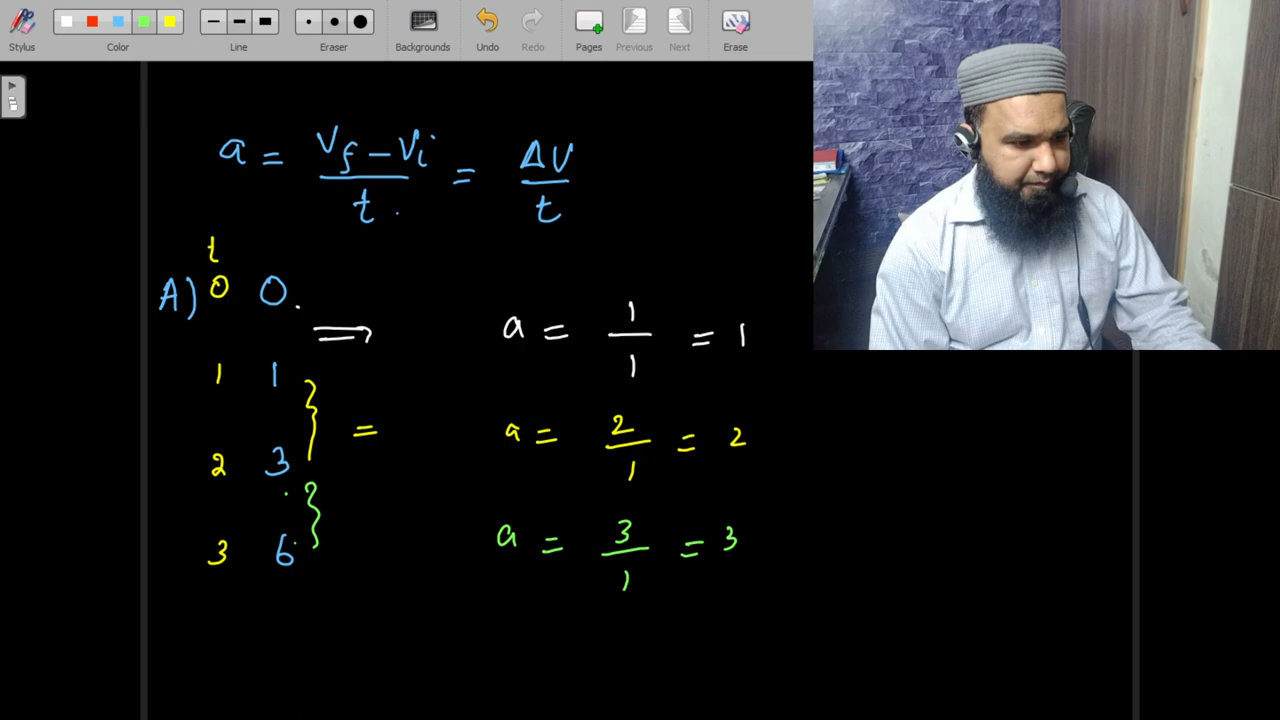 Stylus Color Line Eraser Backgrounds Undo Redo Pages Previous Next Erase
a = Vf - Vi / t = ΔV / t
t
A) 0 0. ⟹ a = 1/1 = 1
1 1
} = a = 2/1 = 2
2 3
} a = 3/1 = 3
3 6